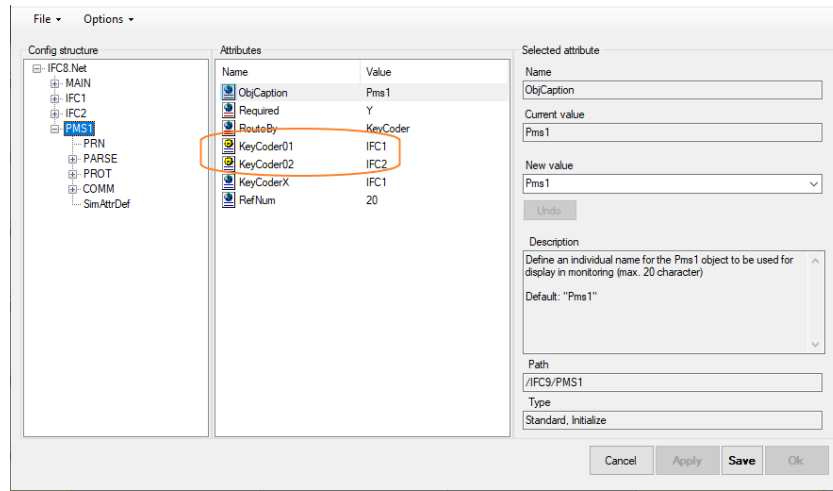 File Options
Config structure
IFC8.Net
MAIN
IFC1
IFC2
PMS1
PRN
PARSE
PROT
COMM
SimAttrDef
Attributes
Name Value
ObjCaption Pms1
Required Y
RouteBy KeyCoder
KeyCoder01 IFC1
KeyCoder02 IFC2
KeyCoderX IFC1
RefNum 20
Selected attribute
Name
ObjCaption
Current value
Pms1
New value
Pms1
Undo
Description
Define an individual name for the Pms1 object to be used for
display in monitoring (max. 20 character)
Default: "Pms1"
Path
/IFC9/PMS1
Type
Standard, Initialize
Cancel Apply Save Ok